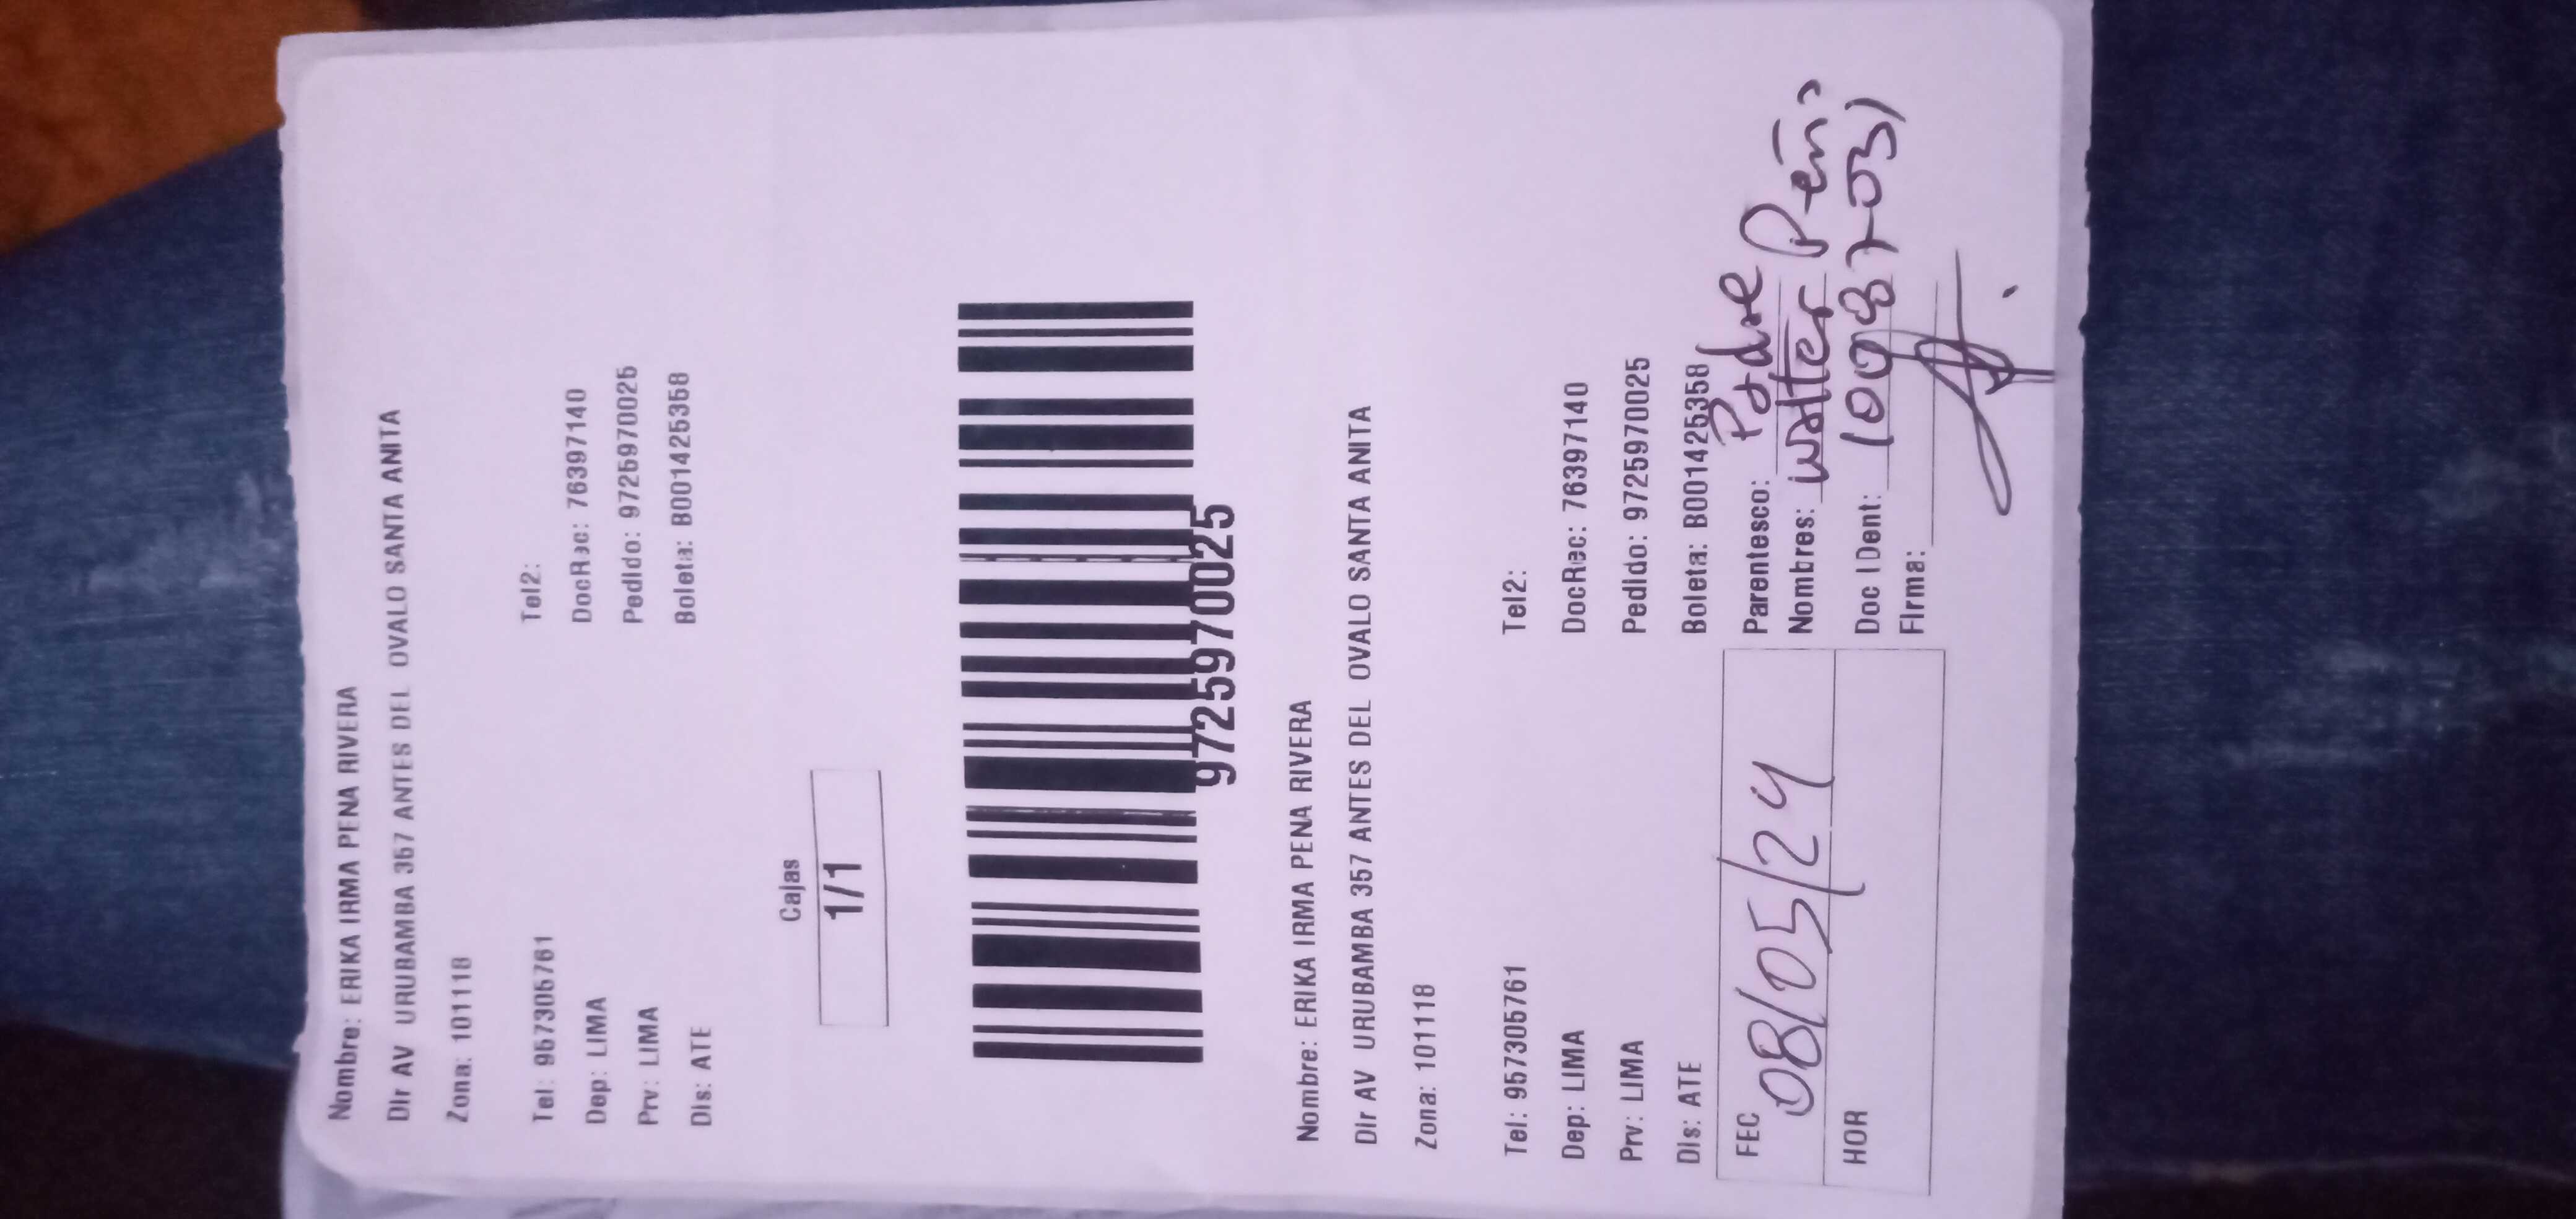 Nombre: ERIKA IRMA PENA RIVERA
Dir AV URUBAMBA 357 ANTES DEL OVALO SANTA ANITA
Zona: 101118
Tel: 957305761 Tel2:
Dep: LIMA DocRec: 76397140
Prv: LIMA Pedido: 9725970025
Dis: ATE Boleta: B001425358
Cajas
1/1
9725970025
Nombre: ERIKA IRMA PENA RIVERA
Dir AV URUBAMBA 357 ANTES DEL OVALO SANTA ANITA
Zona: 101118
Tel: 957305761 Tel2:
Dep: LIMA DocRec: 76397140
Prv: LIMA Pedido: 9725970025
Dis: ATE Boleta: B001425358
FEC 08/05/24 Parentesco: Padre
Nombres: Walter Peña
HOR Doc IDent:
Firma: